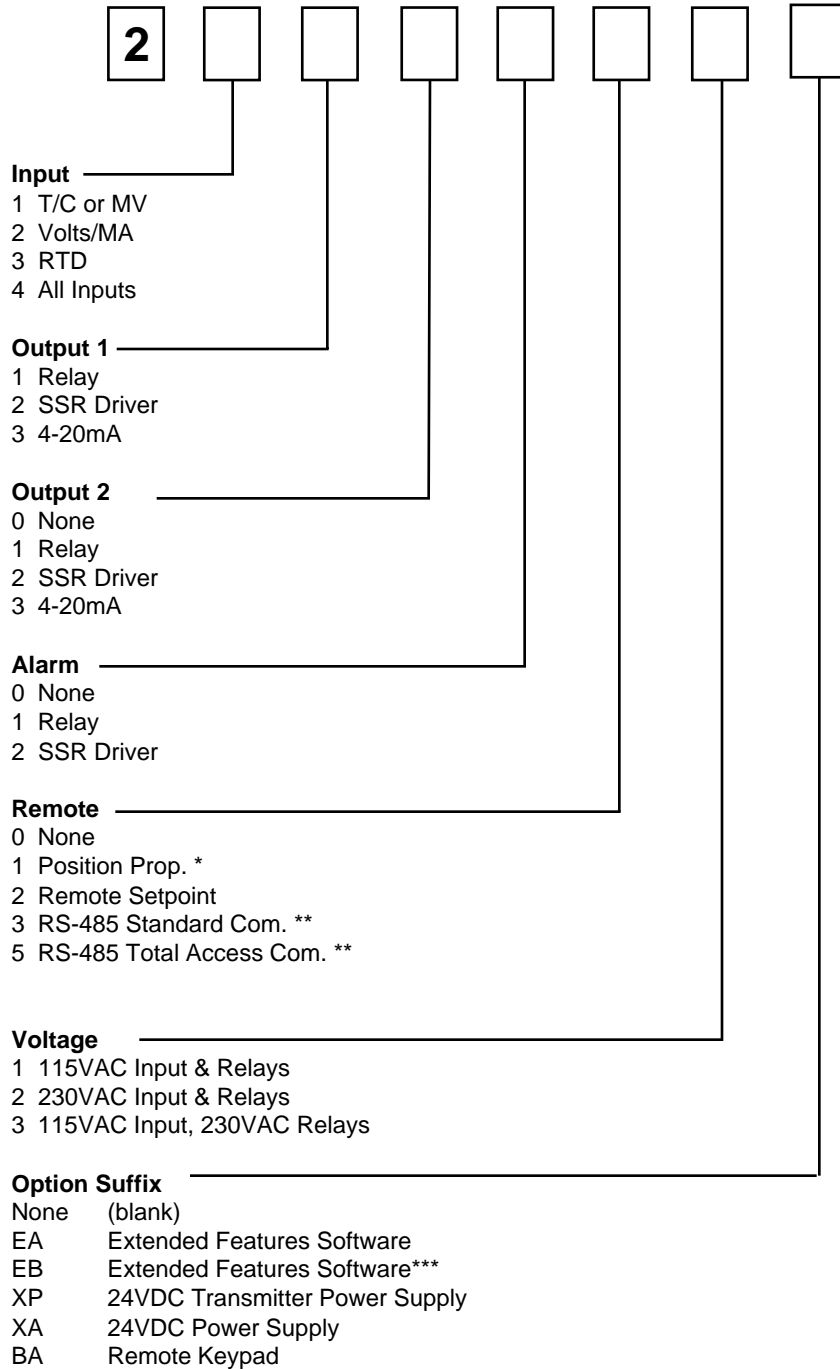 2
Input
1 T/C or MV
2 Volts/MA
3 RTD
4 All Inputs
Output 1
1 Relay
2 SSR Driver
3 4-20mA
Output 2
0 None
1 Relay
2 SSR Driver
3 4-20mA
Alarm
0 None
1 Relay
2 SSR Driver
Remote
0 None
1 Position Prop. *
2 Remote Setpoint
3 RS-485 Standard Com. **
5 RS-485 Total Access Com. **
Voltage
1 115VAC Input & Relays
2 230VAC Input & Relays
3 115VAC Input, 230VAC Relays
Option Suffix
None (blank)
EA Extended Features Software
EB Extended Features Software***
XP 24VDC Transmitter Power Supply
XA 24VDC Power Supply
BA Remote Keypad